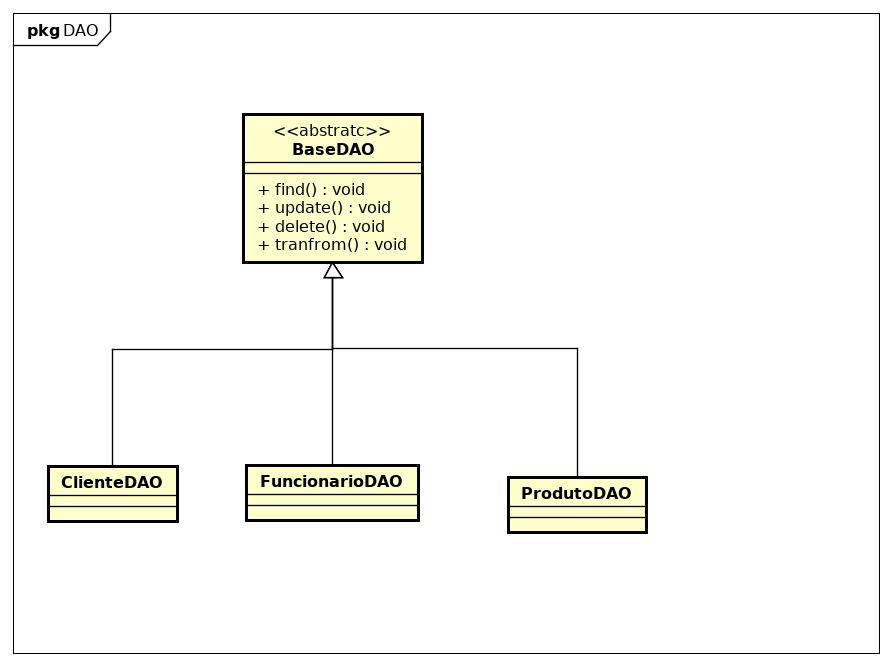 pkg DAO
<<abstratc>>
BaseDAO
+ find() : void
+ update() : void
+ delete() : void
+ tranfrom() : void
ClienteDAO
FuncionarioDAO
ProdutoDAO